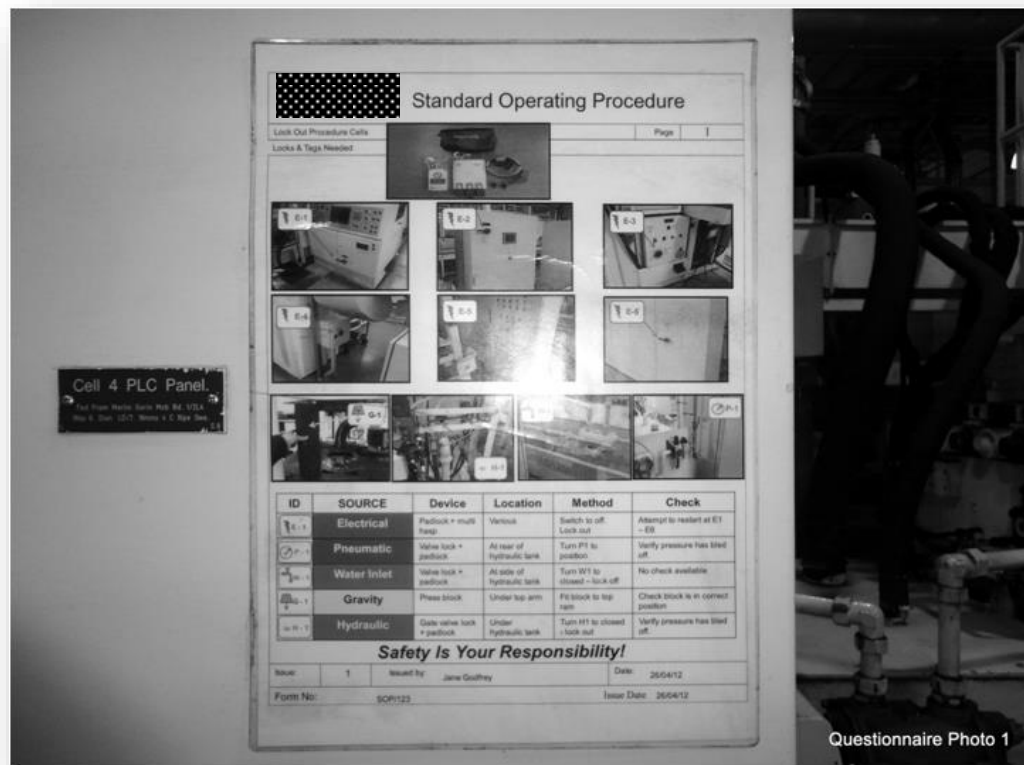 Standard Operating Procedure
Lock Out Procedure Cells
Page 1
Locks & Tags Needed
E-1
E-2
E-3
E-4
E-5
E-6
G-1
H-1
P-1
Cell 4 PLC Panel.
ID SOURCE Device Location Method Check
E-1 Electrical Padlock + multi hasp Various Switch to off. Lock out Attempt to restart at E1 – E6
P-1 Pneumatic Valve lock + padlock At rear of hydraulic tank Turn P1 to position Verify pressure has bled off.
W-1 Water Inlet Valve lock + padlock At side of hydraulic tank Turn W1 to closed – lock off No check available
G-1 Gravity Press block Under top arm Fit block to top ram Check block is in correct position
H-1 Hydraulic Gate valve lock + padlock Under hydraulic tank Turn H1 to closed - lock out Verify pressure has bled off.
Safety Is Your Responsibility!
Issue: 1 Issued by: Jane Godfrey Date: 26/04/12
Form No: SOP/123 Issue Date 26/04/12
Questionnaire Photo 1